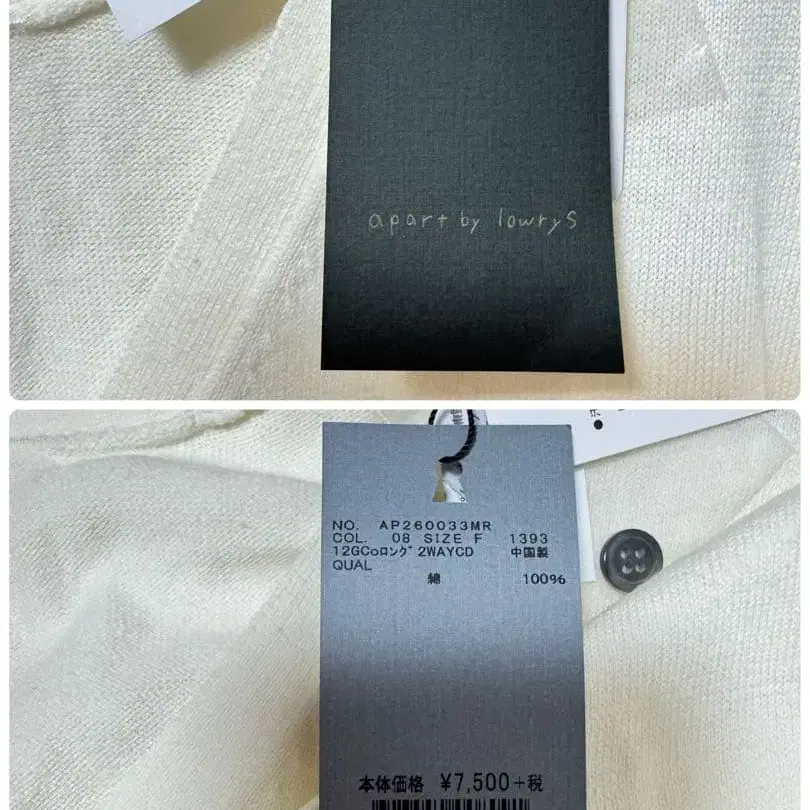 apart by lowrys
NO. AP260033MR
COL. 08 SIZE F 1393
12GCoﾛﾝｸﾞ2WAYCD 中国製
QUAL
綿 100%
本体価格 ¥7,500+税